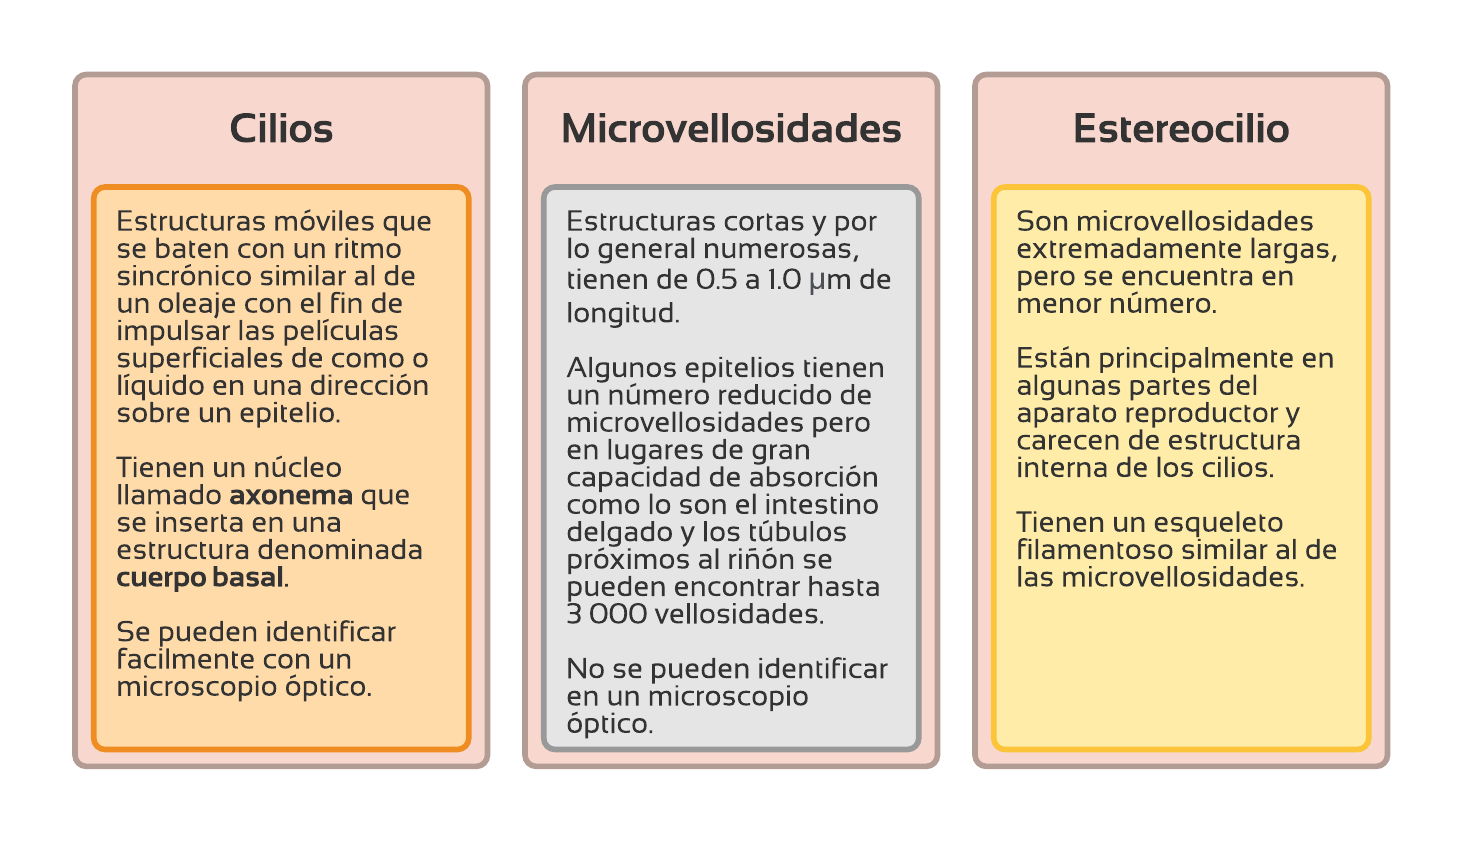 Cilios
Estructuras móviles que
se baten con un ritmo
sincrónico similar al de
un oleaje con el fin de
impulsar las películas
superficiales de como o
líquido en una dirección
sobre un epitelio.
Tienen un núcleo
llamado axonema que
se inserta en una
estructura denominada
cuerpo basal.
Se pueden identificar
facilmente con un
microscopio óptico.
Microvellosidades
Estructuras cortas y por
lo general numerosas,
tienen de 0.5 a 1.0 μm de
longitud.
Algunos epitelios tienen
un número reducido de
microvellosidades pero
en lugares de gran
capacidad de absorción
como lo son el intestino
delgado y los túbulos
próximos al riñón se
pueden encontrar hasta
3 000 vellosidades.
No se pueden identificar
en un microscopio
óptico.
Estereocilio
Son microvellosidades
extremadamente largas,
pero se encuentra en
menor número.
Están principalmente en
algunas partes del
aparato reproductor y
carecen de estructura
interna de los cilios.
Tienen un esqueleto
filamentoso similar al de
las microvellosidades.